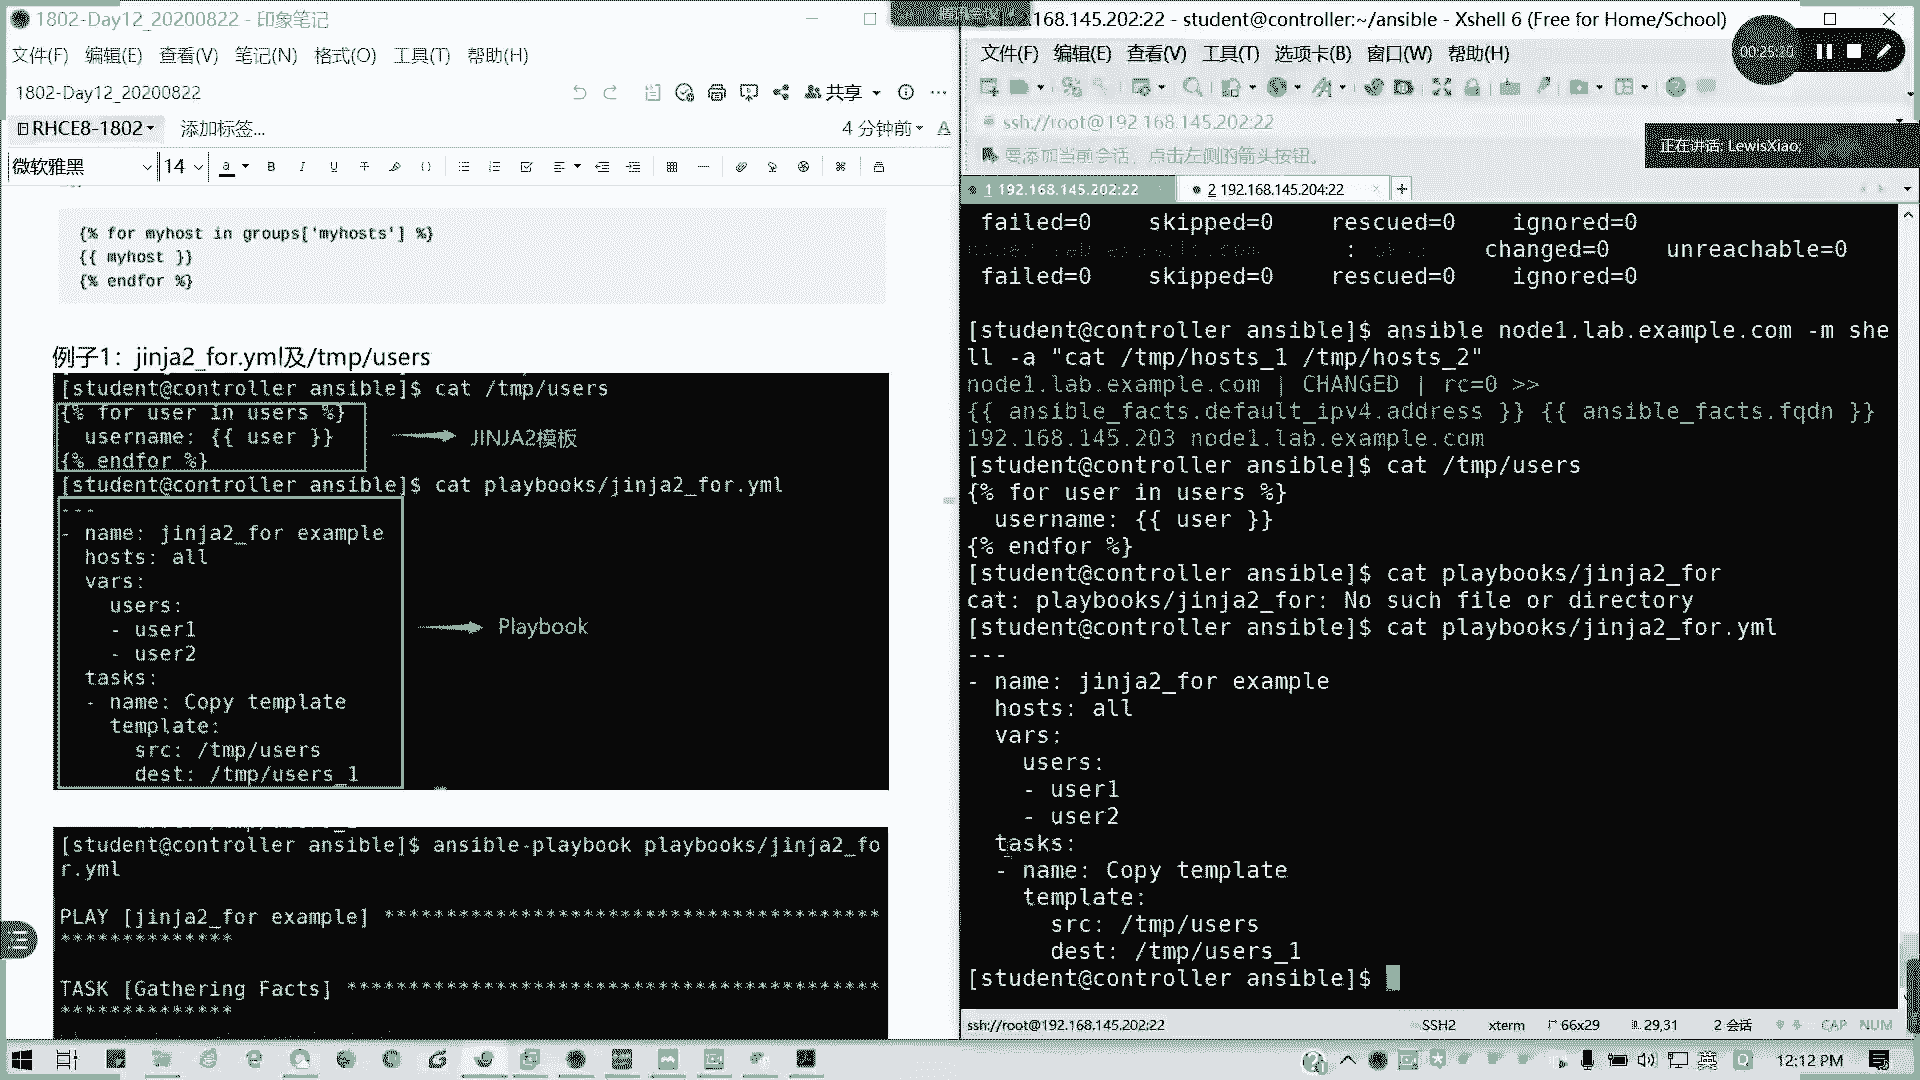 1802-Day12_20200822 - 印象笔记
文件(F) 编辑(E) 查看(V) 笔记(N) 格式(O) 工具(T) 帮助(H)
1802-Day12_20200822
共享
RHCE8-1802 添加标签...
4 分钟前
微软雅黑 14
{% for myhost in groups['myhosts'] %}
{{ myhost }}
{% endfor %}
例子1：jinja2_for.yml及/tmp/users
[student@controller ansible]$ cat /tmp/users
{% for user in users %}
username: {{ user }}
{% endfor %}
JINJA2模板
[student@controller ansible]$ cat playbooks/jinja2_for.yml
---
- name: jinja2_for example
hosts: all
vars:
users:
- user1
- user2
tasks:
- name: Copy template
template:
src: /tmp/users
dest: /tmp/users_1
Playbook
[student@controller ansible]$ ansible-playbook playbooks/jinja2_fo
r.yml
PLAY [jinja2_for example] ****************************************
**************
TASK [Gathering Facts] *******************************************
**************
192.168.145.202:22 - student@controller:~/ansible - Xshell 6 (Free for Home/School)
文件(F) 编辑(E) 查看(V) 工具(T) 选项卡(B) 窗口(W) 帮助(H)
00:25:20
ssh://root@192.168.145.202:22
要添加当前会话，点击左侧的箭头按钮。
正在讲话: LewisXiao;
1 192.168.145.202:22
2 192.168.145.204:22
failed=0 skipped=0 rescued=0 ignored=0
: changed=0 unreachable=0
failed=0 skipped=0 rescued=0 ignored=0
[student@controller ansible]$ ansible node1.lab.example.com -m she
ll -a "cat /tmp/hosts_1 /tmp/hosts_2"
node1.lab.example.com | CHANGED | rc=0 >>
{{ ansible_facts.default_ipv4.address }} {{ ansible_facts.fqdn }}
192.168.145.203 node1.lab.example.com
[student@controller ansible]$ cat /tmp/users
{% for user in users %}
username: {{ user }}
{% endfor %}
[student@controller ansible]$ cat playbooks/jinja2_for
cat: playbooks/jinja2_for: No such file or directory
[student@controller ansible]$ cat playbooks/jinja2_for.yml
---
- name: jinja2_for example
hosts: all
vars:
users:
- user1
- user2
tasks:
- name: Copy template
template:
src: /tmp/users
dest: /tmp/users_1
[student@controller ansible]$
ssh://root@192.168.145.202:22 SSH2 xterm 66x29 29,31 2 会话 CAP NUM
英
12:12 PM